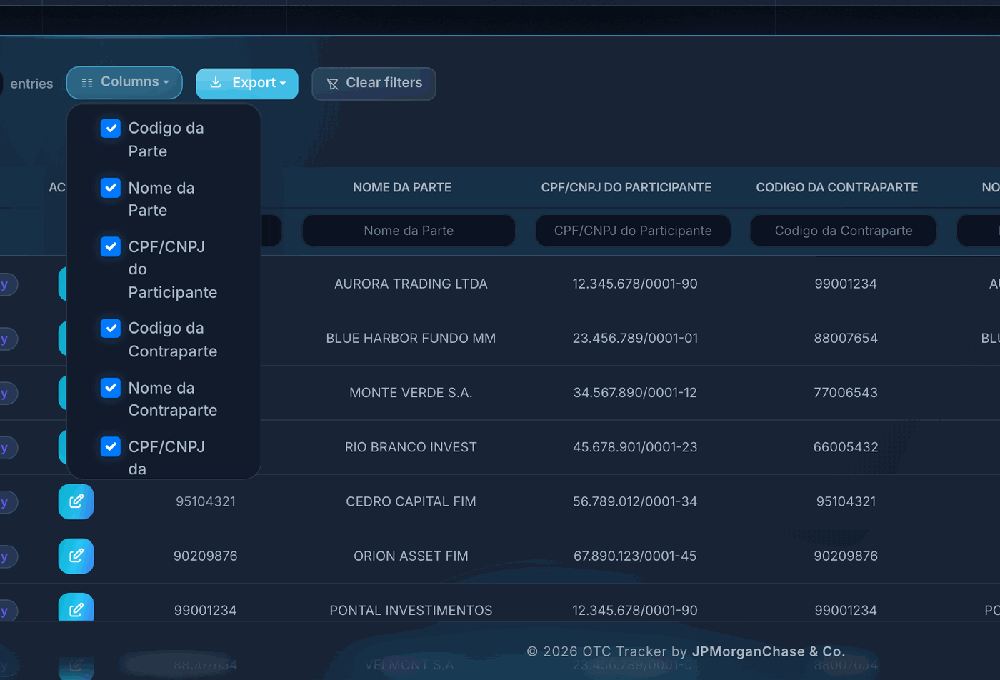 entries Columns Export Clear filters
Codigo da
Parte
Nome da
Parte
CPF/CNPJ
do
Participante
Codigo da
Contraparte
Nome da
Contraparte
CPF/CNPJ
da
AC NOME DA PARTE CPF/CNPJ DO PARTICIPANTE CODIGO DA CONTRAPARTE NO
Nome da Parte CPF/CNPJ do Participante Codigo da Contraparte
y AURORA TRADING LTDA 12.345.678/0001-90 99001234 AU
y BLUE HARBOR FUNDO MM 23.456.789/0001-01 88007654 BLU
y MONTE VERDE S.A. 34.567.890/0001-12 77006543
y RIO BRANCO INVEST 45.678.901/0001-23 66005432
y 95104321 CEDRO CAPITAL FIM 56.789.012/0001-34 95104321
y 90209876 ORION ASSET FIM 67.890.123/0001-45 90209876
y 99001234 PONTAL INVESTIMENTOS 12.345.678/0001-90 99001234 PO
© 2026 OTC Tracker by JPMorganChase & Co.
y 88007654 VELMONT S.A. 23.456.789/0001-01 88007654